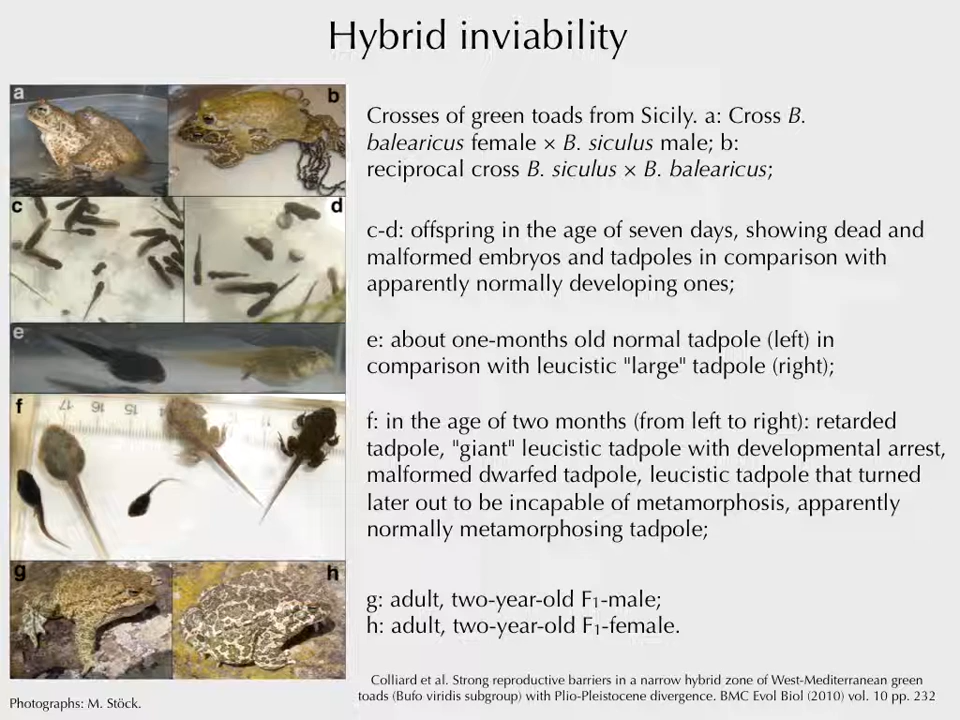 Hybrid inviability
a
b
c
d
e
f
17 16 15
g
h
Crosses of green toads from Sicily. a: Cross B.
balearicus female × B. siculus male; b:
reciprocal cross B. siculus × B. balearicus;
c-d: offspring in the age of seven days, showing dead and
malformed embryos and tadpoles in comparison with
apparently normally developing ones;
e: about one-months old normal tadpole (left) in
comparison with leucistic "large" tadpole (right);
f: in the age of two months (from left to right): retarded
tadpole, "giant" leucistic tadpole with developmental arrest,
malformed dwarfed tadpole, leucistic tadpole that turned
later out to be incapable of metamorphosis, apparently
normally metamorphosing tadpole;
g: adult, two-year-old F₁-male;
h: adult, two-year-old F₁-female.
Colliard et al. Strong reproductive barriers in a narrow hybrid zone of West-Mediterranean green
toads (Bufo viridis subgroup) with Plio-Pleistocene divergence. BMC Evol Biol (2010) vol. 10 pp. 232
Photographs: M. Stöck.